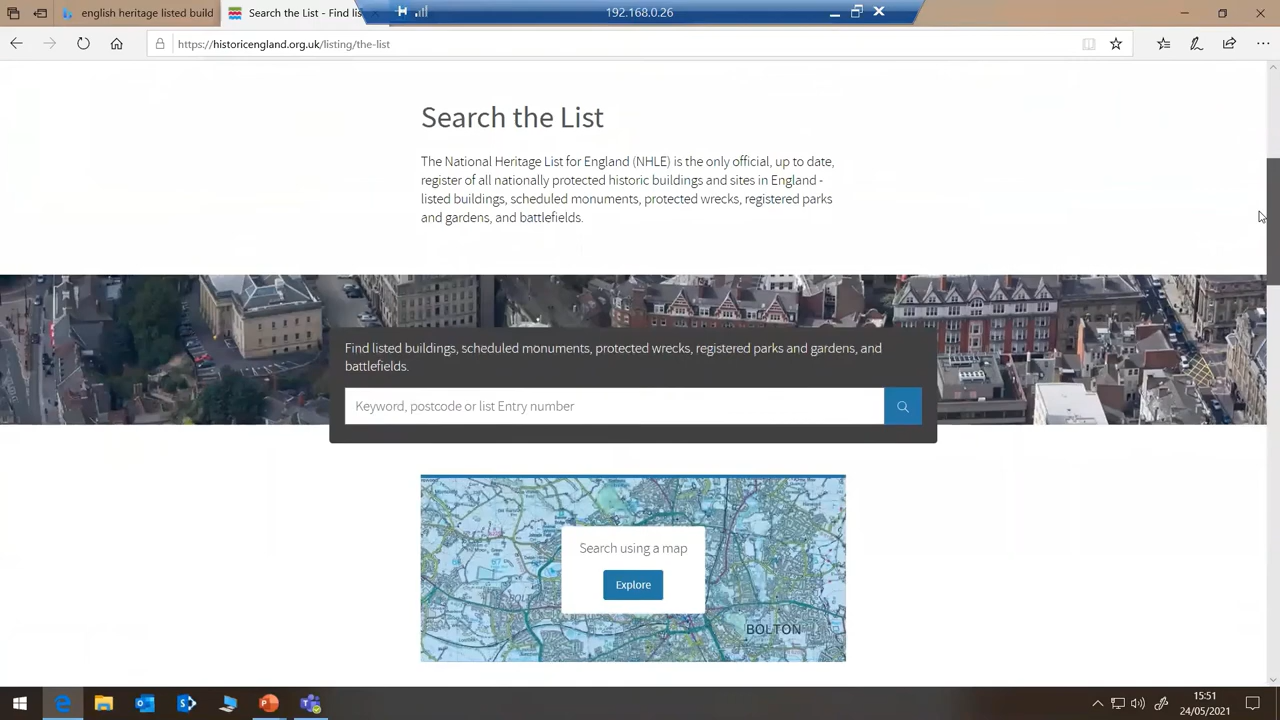 english heritage listed build
Search the List - Find lis
192.168.0.26
https://historicengland.org.uk/listing/the-list
Search the List
The National Heritage List for England (NHLE) is the only official, up to date,
register of all nationally protected historic buildings and sites in England -
listed buildings, scheduled monuments, protected wrecks, registered parks
and gardens, and battlefields.
Find listed buildings, scheduled monuments, protected wrecks, registered parks and gardens, and
battlefields.
Keyword, postcode or list Entry number
Search using a map
Explore
BOLTON
15:51
24/05/2021